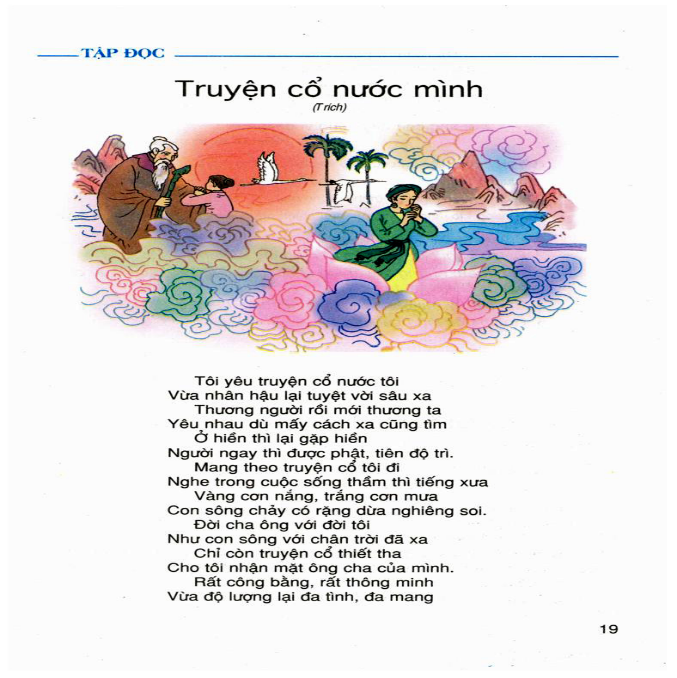 TẬP ĐỌC
Truyện cổ nước mình
(Trích)
Tôi yêu truyện cổ nước tôi
Vừa nhân hậu lại tuyệt vời sâu xa
Thương người rồi mới thương ta
Yêu nhau dù mấy cách xa cũng tìm
Ở hiền thì lại gặp hiền
Người ngay thì được phật, tiên độ trì.
Mang theo truyện cổ tôi đi
Nghe trong cuộc sống thầm thì tiếng xưa
Vàng cơn nắng, trắng cơn mưa
Con sông chảy có rặng dừa nghiêng soi.
Đời cha ông với đời tôi
Như con sông với chân trời đã xa
Chỉ còn truyện cổ thiết tha
Cho tôi nhận mặt ông cha của mình.
Rất công bằng, rất thông minh
Vừa độ lượng lại đa tình, đa mang
19